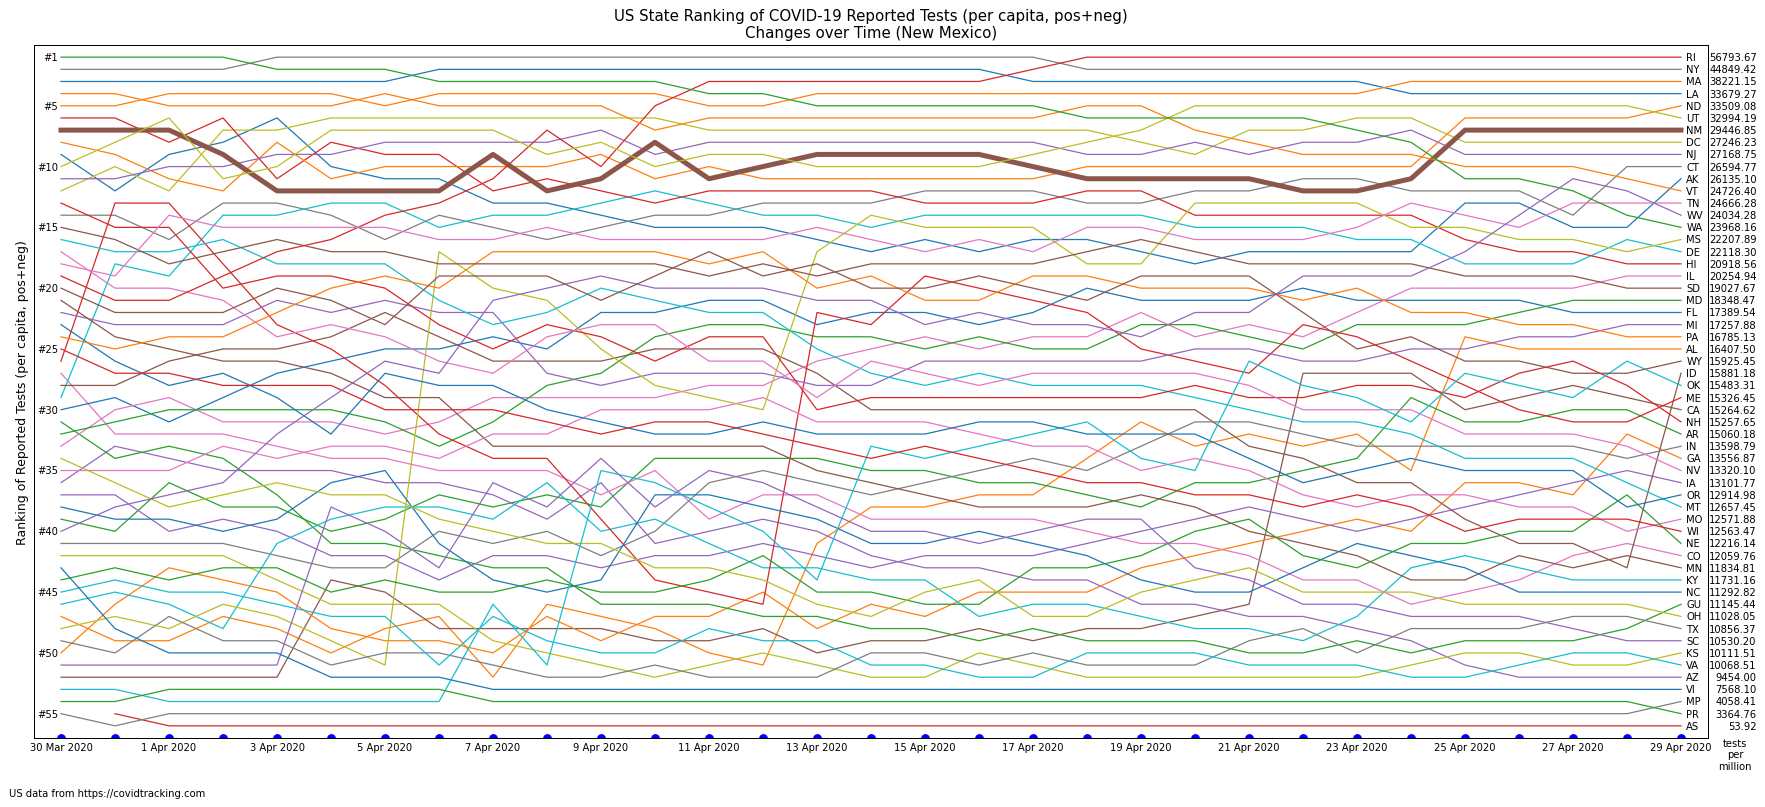 US State Ranking of COVID-19 Reported Tests (per capita, pos+neg)
Changes over Time (New Mexico)
Ranking of Reported Tests (per capita, pos+neg)
#1
#5
#10
#15
#20
#25
#30
#35
#40
#45
#50
#55
RI 56793.67
NY 44849.42
MA 38221.15
LA 33679.27
ND 33509.08
UT 32994.19
NM 29446.85
DC 27246.23
NJ 27168.75
CT 26594.77
AK 26135.10
VT 24726.40
TN 24666.28
WV 24034.28
WA 23968.16
MS 22207.89
DE 22118.30
HI 20918.56
IL 20254.94
SD 19027.67
MD 18348.47
FL 17389.54
MI 17257.88
PA 16785.13
AL 16407.50
WY 15925.45
ID 15881.18
OK 15483.31
ME 15326.45
CA 15264.62
NH 15257.65
AR 15060.18
IN 13598.79
GA 13556.87
NV 13320.10
IA 13101.77
OR 12914.98
MT 12657.45
MO 12571.88
WI 12563.47
NE 12216.14
CO 12059.76
MN 11834.81
KY 11731.16
NC 11292.82
GU 11145.44
OH 11028.05
TX 10856.37
SC 10530.20
KS 10111.51
VA 10068.51
AZ 9454.00
VI 7568.10
MP 4058.41
PR 3364.76
AS 53.92
30 Mar 2020 1 Apr 2020 3 Apr 2020 5 Apr 2020 7 Apr 2020 9 Apr 2020 11 Apr 2020 13 Apr 2020 15 Apr 2020 17 Apr 2020 19 Apr 2020 21 Apr 2020 23 Apr 2020 25 Apr 2020 27 Apr 2020 29 Apr 2020
tests
per
million
US data from https://covidtracking.com